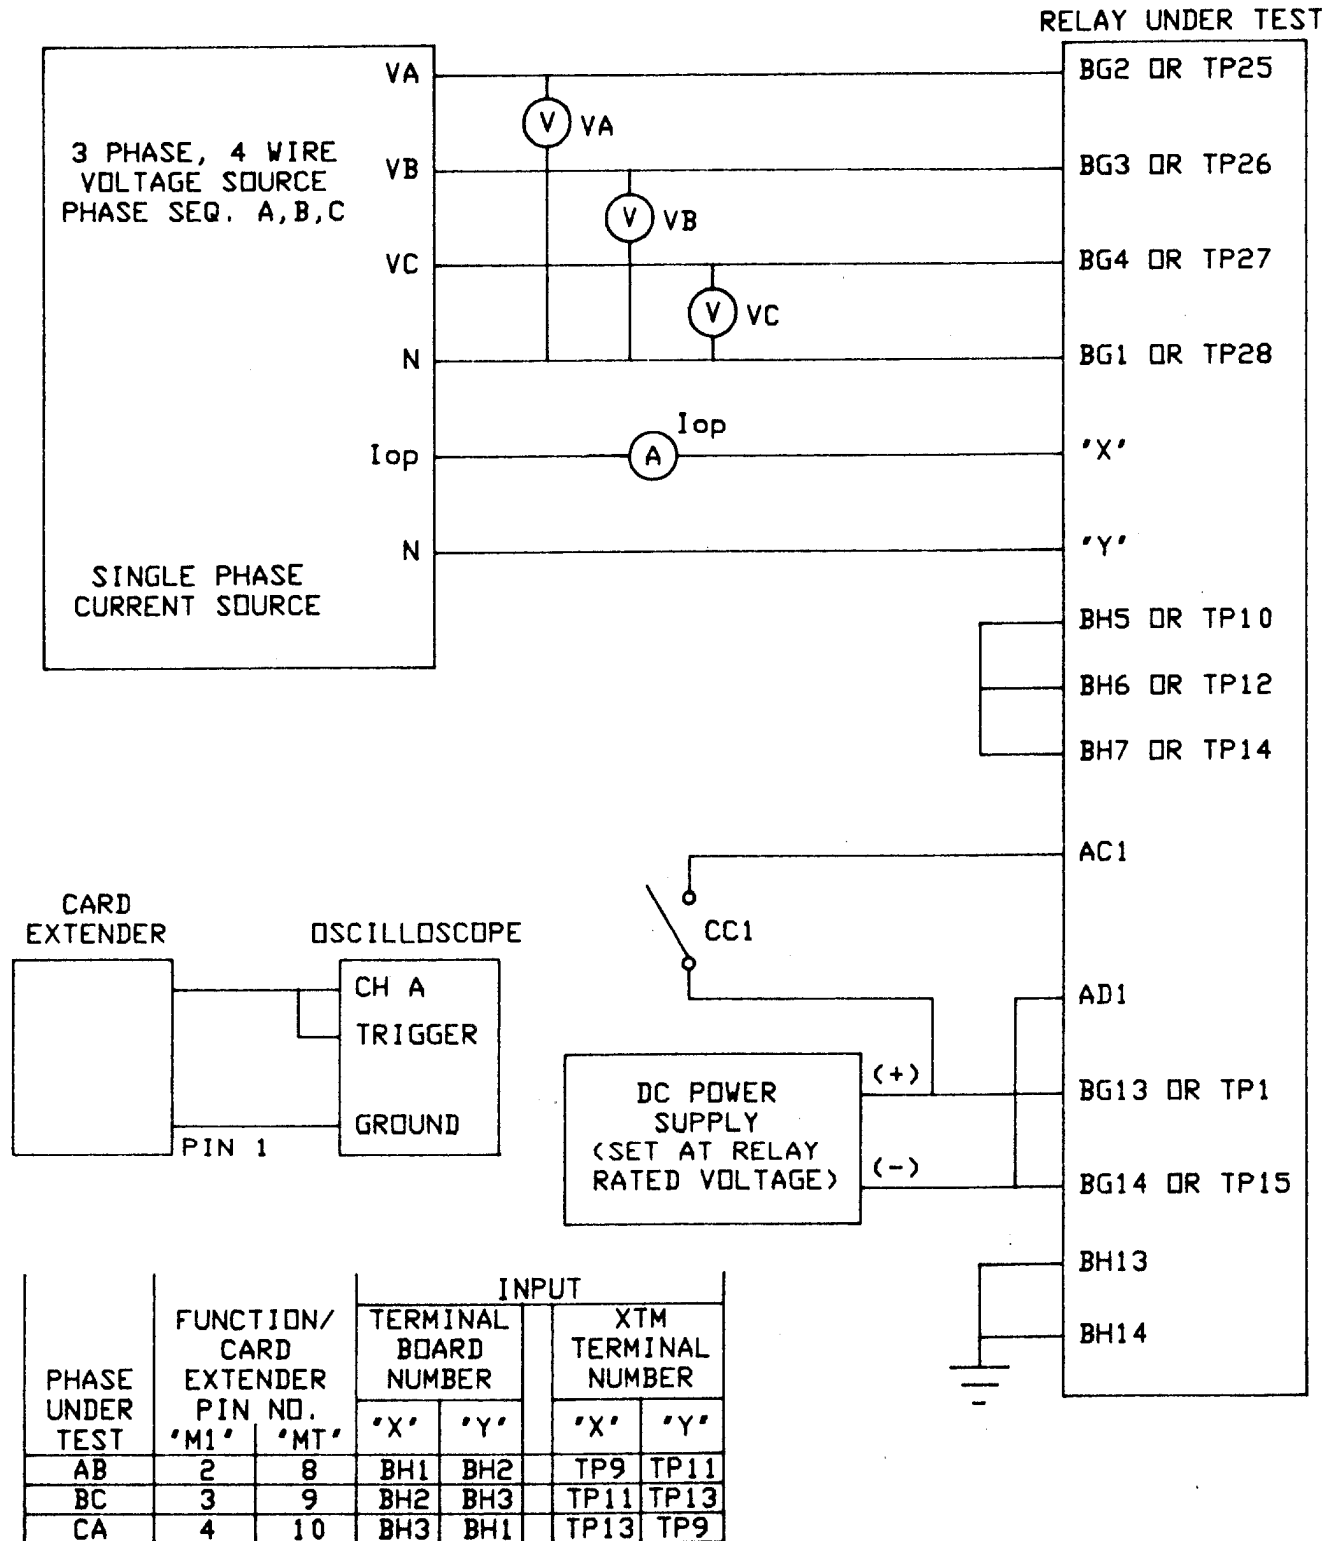 RELAY UNDER TEST
VA
BG2 OR TP25
V VA
3 PHASE, 4 WIRE
VOLTAGE SOURCE
PHASE SEQ. A,B,C
VB
BG3 OR TP26
V VB
VC
BG4 OR TP27
V VC
N
BG1 OR TP28
Iop
Iop
A
"X"
N
"Y"
SINGLE PHASE
CURRENT SOURCE
BH5 OR TP10
BH6 OR TP12
BH7 OR TP14
AC1
CC1
CARD
EXTENDER
OSCILLOSCOPE
CH A
TRIGGER
GROUND
PIN 1
AD1
DC POWER
SUPPLY
(SET AT RELAY
RATED VOLTAGE)
(+)
BG13 OR TP1
(-)
BG14 OR TP15
BH13
BH14
INPUT
PHASE
UNDER
TEST
FUNCTION/
CARD
EXTENDER
PIN NO.
"M1" "MT"
TERMINAL
BOARD
NUMBER
"X" "Y"
XTM
TERMINAL
NUMBER
"X" "Y"
AB 2 8 BH1 BH2 TP9 TP11
BC 3 9 BH2 BH3 TP11 TP13
CA 4 10 BH3 BH1 TP13 TP9